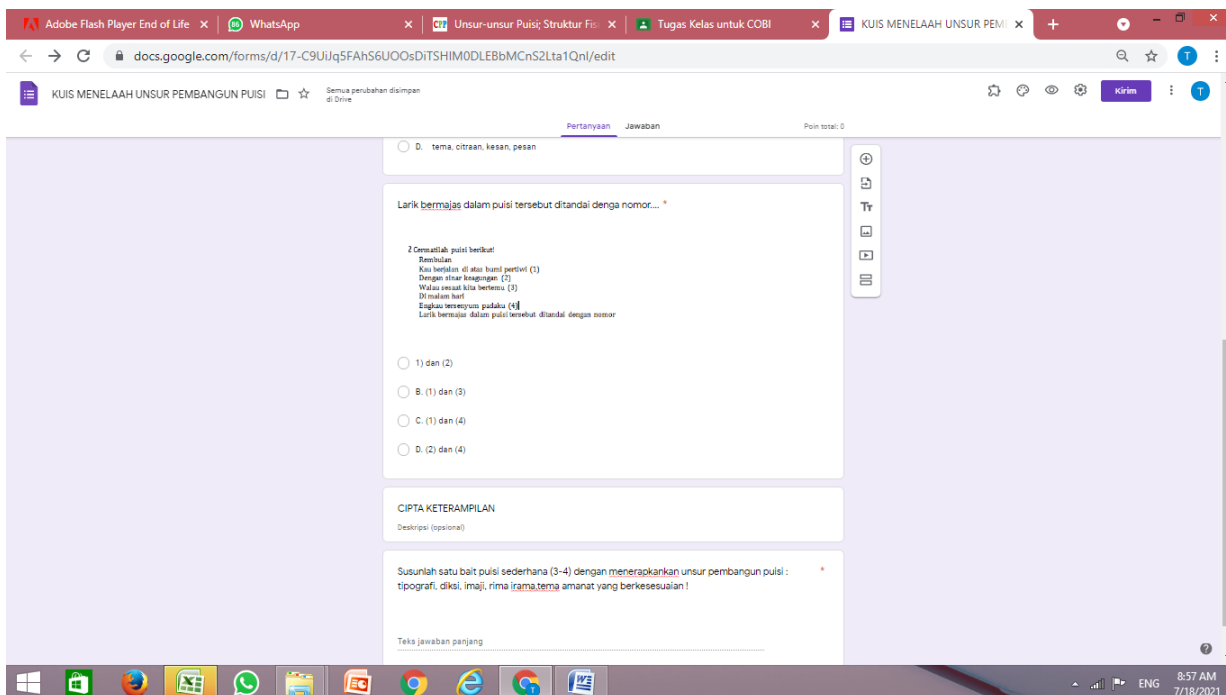 Adobe Flash Player End of Life
WhatsApp
CPP Unsur-unsur Puisi; Struktur Fis
Tugas Kelas untuk COBI
KUIS MENELAAH UNSUR PEMB
docs.google.com/forms/d/17-C9UiJq5FAhS6UOOsDiTSHIM0DLEBbMCnS2Lta1QnI/edit
T
KUIS MENELAAH UNSUR PEMBANGUN PUISI
Semua perubahan disimpan
di Drive
Kirim
T
Pertanyaan Jawaban Poin total: 0
D. tema, citraan, kesan, pesan
Larik bermajas dalam puisi tersebut ditandai denga nomor.... *
2 Cermatilah puisi berikut!
Rembulan
Kau berjalan di atas bumi pertiwi (1)
Dengan sinar keagungan (2)
Walau sesaat kita bertemu (3)
Di malam hari
Engkau tersenyum padaku (4)
Larik bermajas dalam puisi tersebut ditandai dengan nomor
1) dan (2)
B. (1) dan (3)
C. (1) dan (4)
D. (2) dan (4)
CIPTA KETERAMPILAN
Deskripsi (opsional)
Susunlah satu bait puisi sederhana (3-4) dengan menerapkankan unsur pembangun puisi : *
tipografi, diksi, imaji, rima irama,tema amanat yang berkesesuaian !
Teks jawaban panjang
ENG
8:57 AM
7/18/2021